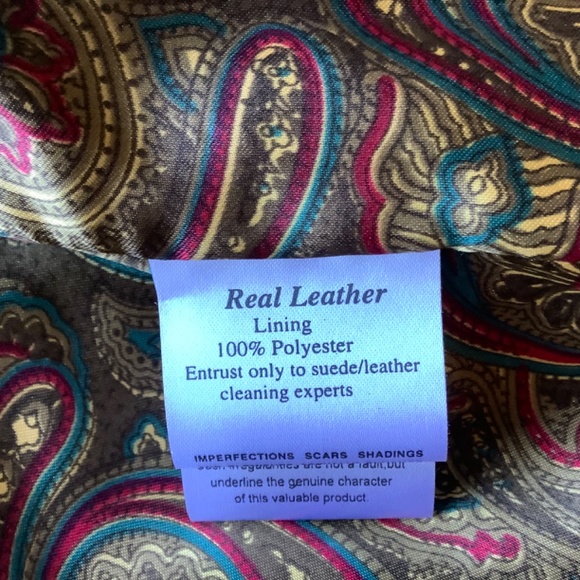 Real Leather
Lining
100% Polyester
Entrust only to suede/leather
cleaning experts
IMPERFECTIONS SCARS SHADINGS
such irregularities are not a fault, but
underline the genuine character
of this valuable product.